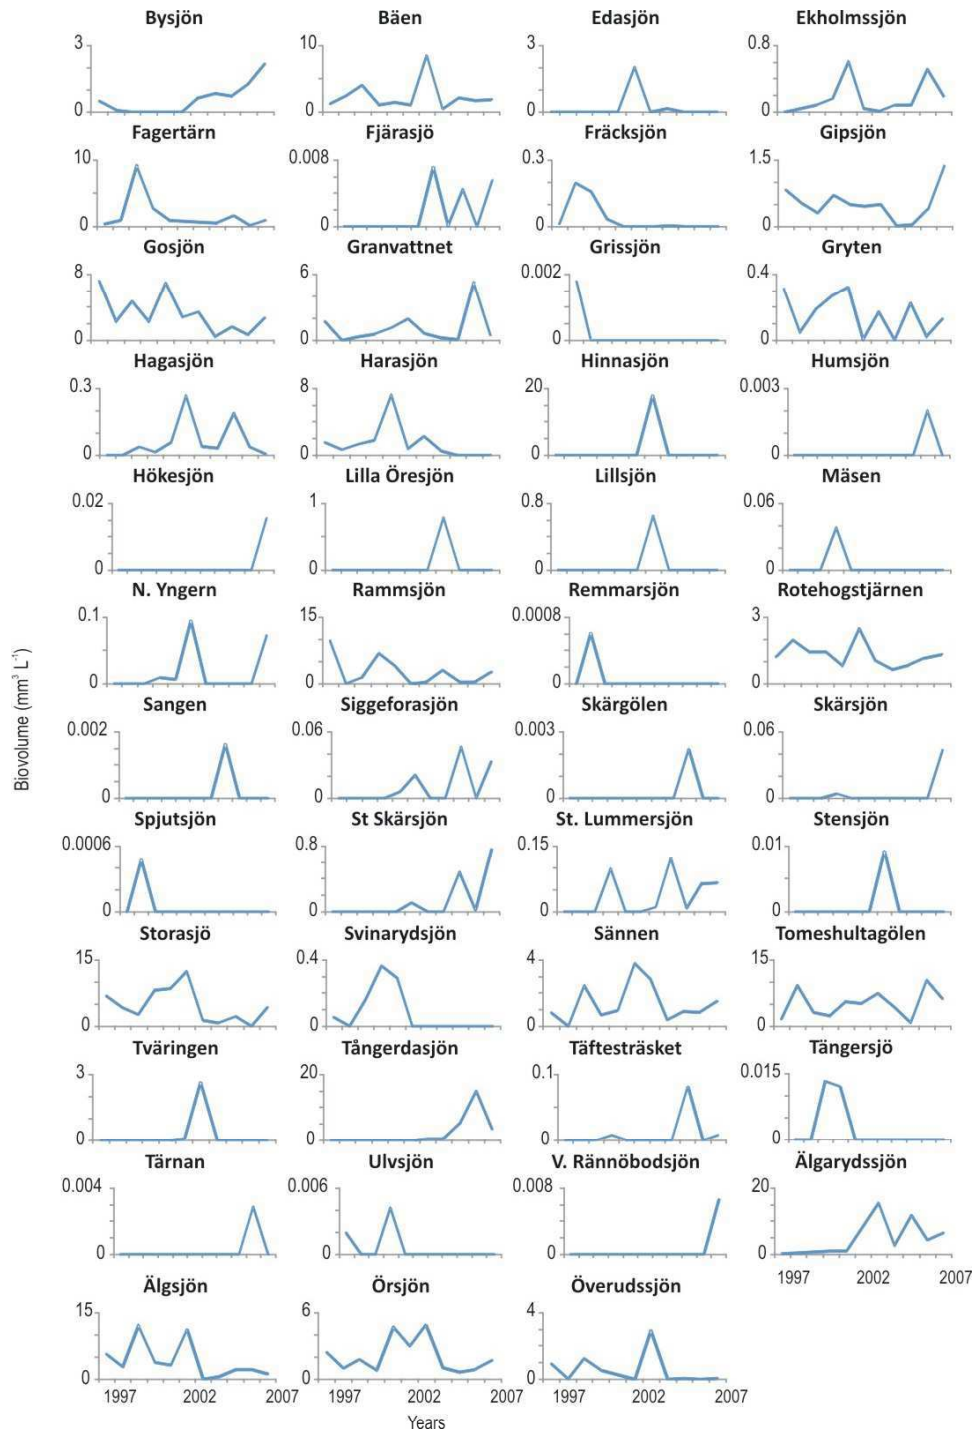 Bysjön Bäen Edasjön Ekholmssjön
3 10 3 0.8
0 0 0 0
Fagertärn Fjärasjö Fräcksjön Gipsjön
10 0.008 0.3 1.5
0 0 0 0
Gosjön Granvattnet Grissjön Gryten
8 6 0.002 0.4
0 0 0 0
Hagasjön Harasjön Hinnasjön Humsjön
0.3 8 20 0.003
0 0 0 0
Hökesjön Lilla Öresjön Lillsjön Mäsen
0.02 1 0.8 0.06
0 0 0 0
N. Yngern Rammsjön Remmarsjön Rotehogstjärnen
0.1 15 0.0008 3
0 0 0 0
Biovolume (mm³ L⁻¹)
Sangen Siggeforasjön Skärgölen Skärsjön
0.002 0.06 0.003 0.06
0 0 0 0
Spjutsjön St Skärsjön St. Lummersjön Stensjön
0.0006 0.8 0.15 0.01
0 0 0 0
Storasjö Svinarydsjön Sännen Tomeshultagölen
15 0.4 4 15
0 0 0 0
Tväringen Tångerdasjön Täftesträsket Tängersjö
3 20 0.1 0.015
0 0 0 0
Tärnan Ulvsjön V. Rännöbodsjön Älgarydssjön
0.004 0.006 0.008 20
0 0 0 0
1997 2002 2007
Älgsjön Örsjön Överudssjön
15 6 4
0 0 0
1997 2002 2007 1997 2002 2007 1997 2002 2007
Years